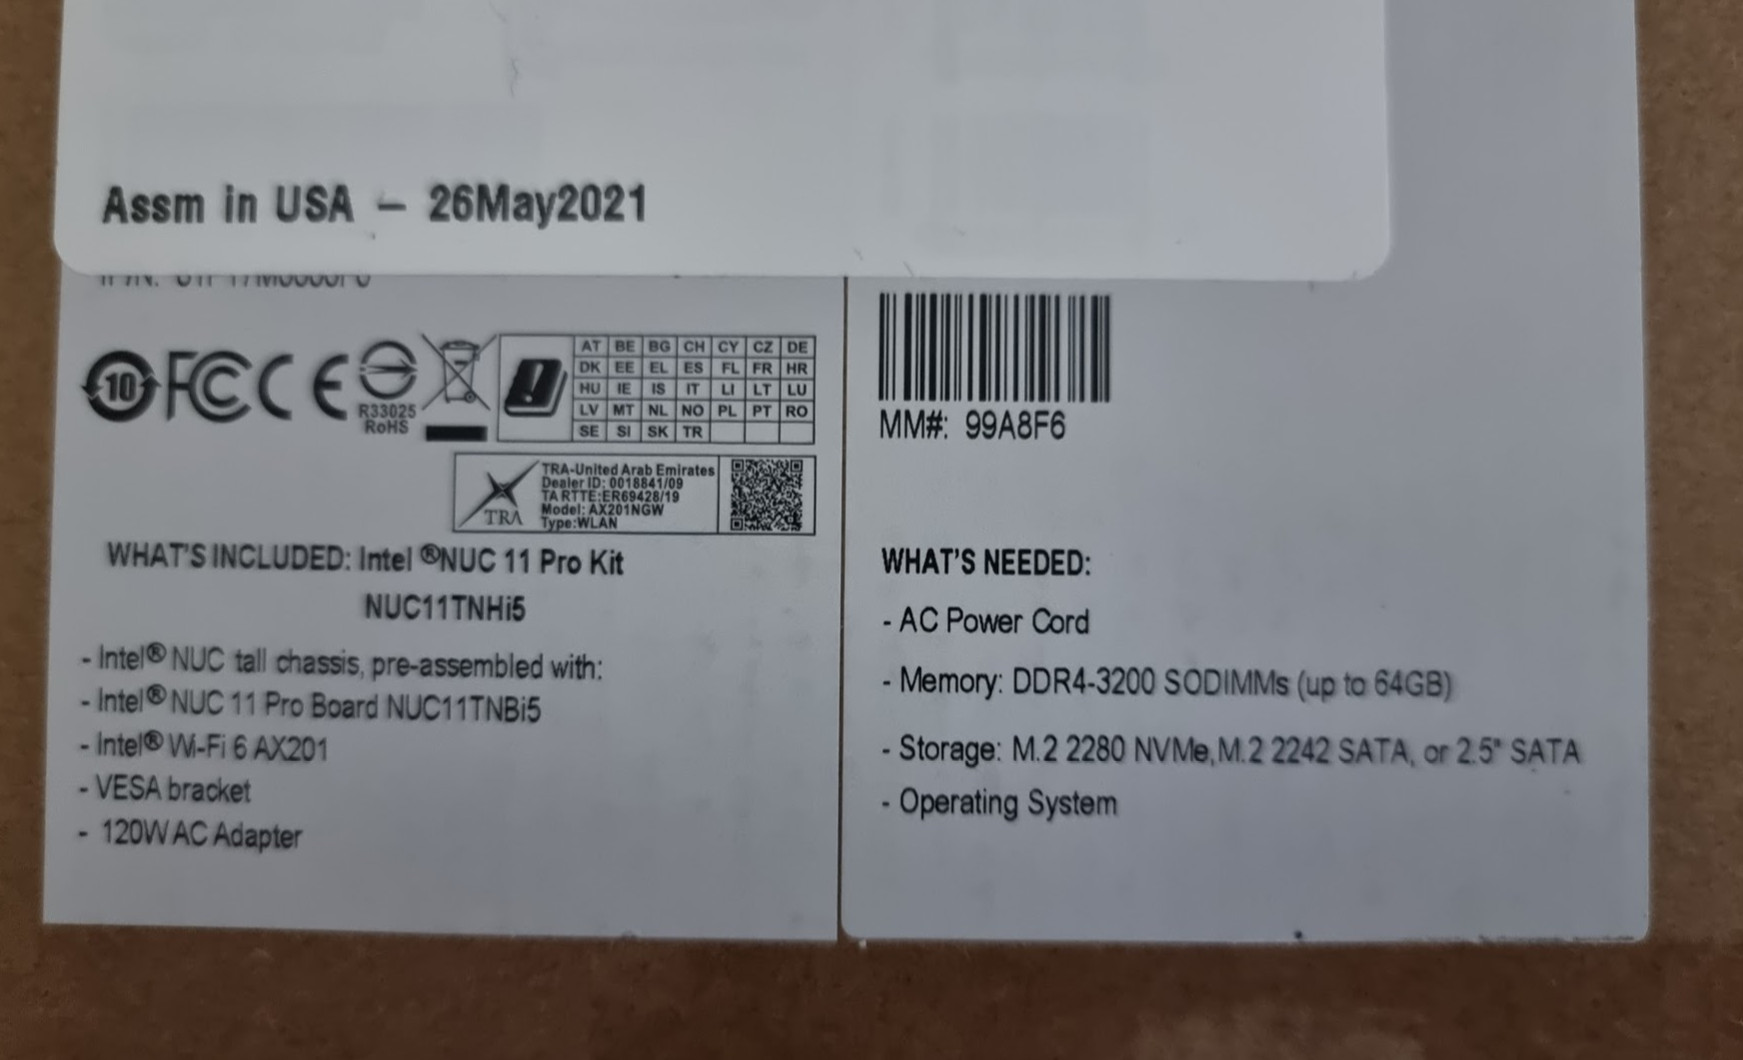 Assm in USA – 26May2021
10
FC CE
R33025
RoHS
AT BE BG CH CY CZ DE
DK EE EL ES FL FR HR
HU IE IS IT LI LT LU
LV MT NL NO PL PT RO
SE SI SK TR
TRA
TRA-United Arab Emirates
Dealer ID: 0018841/09
TA RTTE:ER69428/19
Model: AX201NGW
Type:WLAN
WHAT'S INCLUDED: Intel ®NUC 11 Pro Kit
NUC11TNHi5
- Intel® NUC tall chassis, pre-assembled with:
- Intel® NUC 11 Pro Board NUC11TNBi5
- Intel® Wi-Fi 6 AX201
- VESA bracket
- 120W AC Adapter
MM#: 99A8F6
WHAT'S NEEDED:
- AC Power Cord
- Memory: DDR4-3200 SODIMMs (up to 64GB)
- Storage: M.2 2280 NVMe,M.2 2242 SATA, or 2.5" SATA
- Operating System